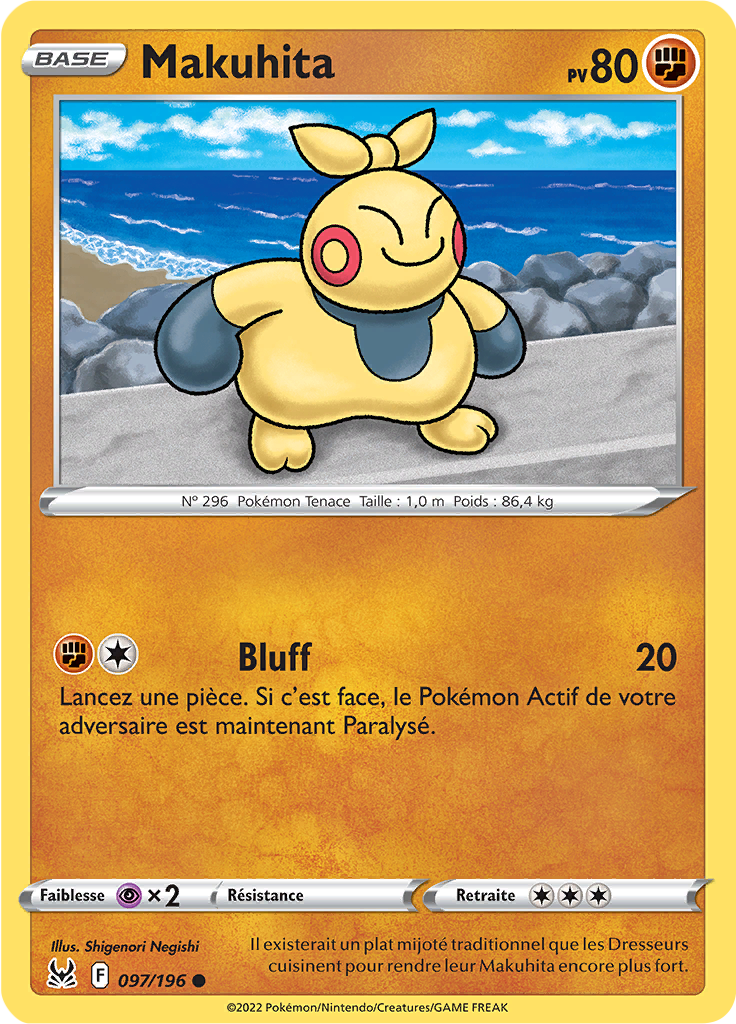 BASE
Makuhita
PV 80
N° 296 Pokémon Tenace Taille : 1,0 m Poids : 86,4 kg
Bluff 20
Lancez une pièce. Si c'est face, le Pokémon Actif de votre
adversaire est maintenant Paralysé.
Faiblesse ×2 Résistance Retraite
Illus. Shigenori Negishi
Il existerait un plat mijoté traditionnel que les Dresseurs
cuisinent pour rendre leur Makuhita encore plus fort.
F 097/196
©2022 Pokémon/Nintendo/Creatures/GAME FREAK